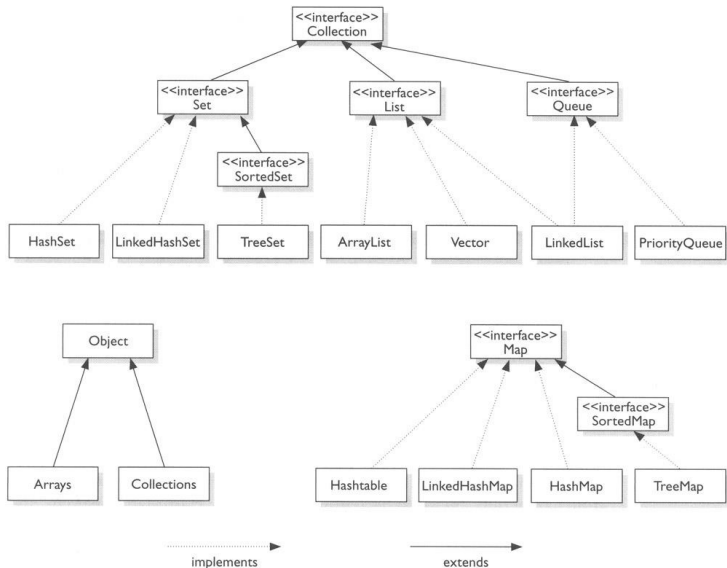 <<interface>>
Collection
<<interface>>
Set
<<interface>>
List
<<interface>>
Queue
<<interface>>
SortedSet
HashSet
LinkedHashSet
TreeSet
ArrayList
Vector
LinkedList
PriorityQueue
Object
<<interface>>
Map
<<interface>>
SortedMap
Arrays
Collections
Hashtable
LinkedHashMap
HashMap
TreeMap
implements
extends